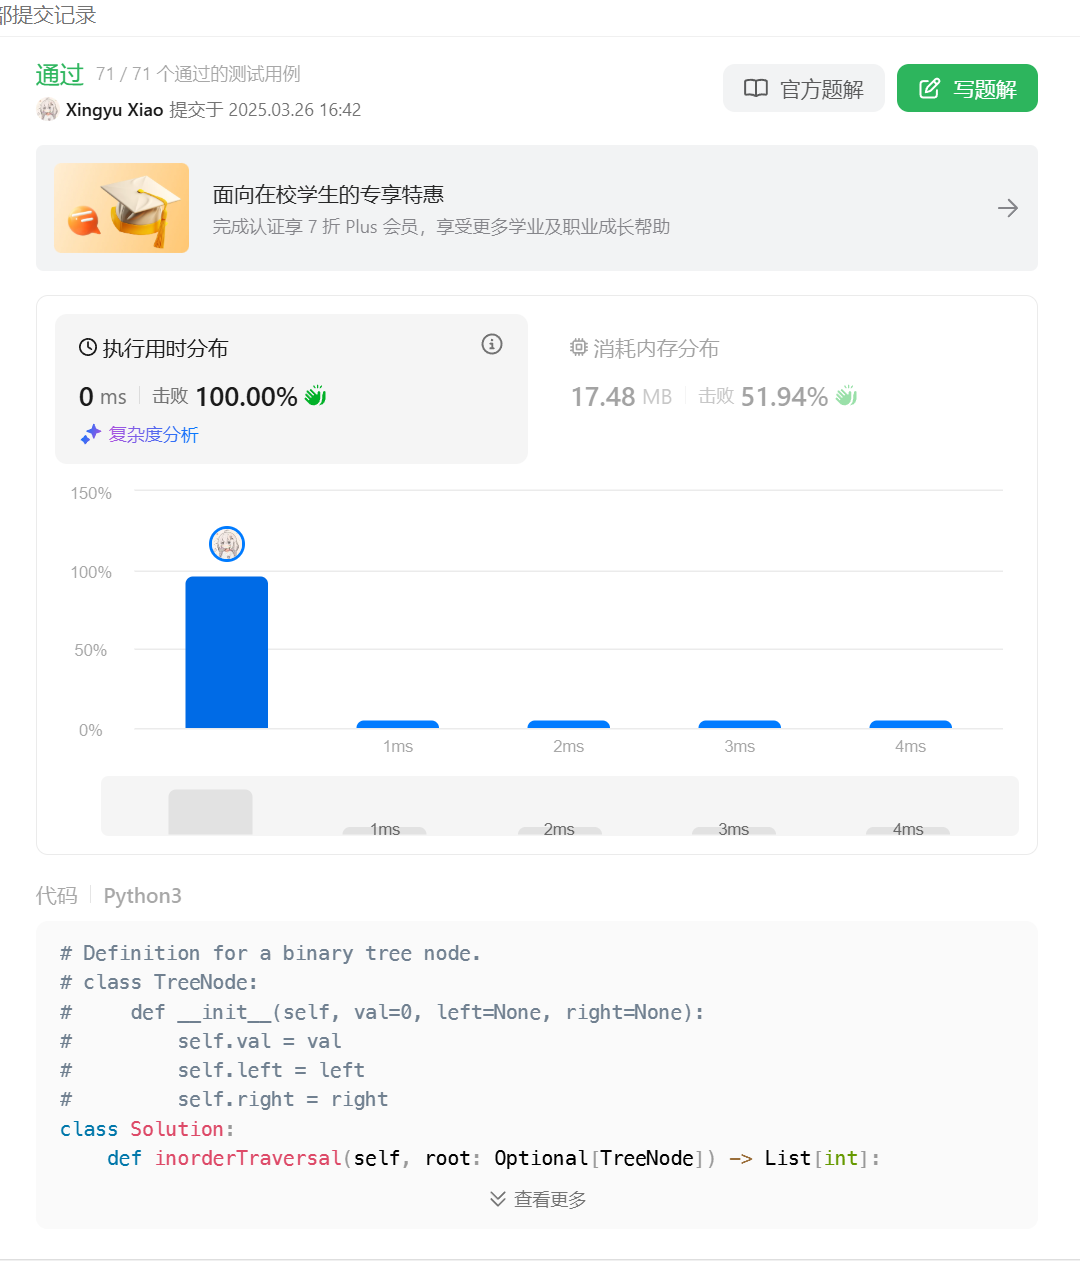 部提交记录
通过 71 / 71 个通过的测试用例
Xingyu Xiao 提交于 2025.03.26 16:42
官方题解
写题解
面向在校学生的专享特惠
完成认证享 7 折 Plus 会员，享受更多学业及职业成长帮助
执行用时分布
0 ms 击败 100.00%
复杂度分析
消耗内存分布
17.48 MB 击败 51.94%
150%
100%
50%
0%
1ms 2ms 3ms 4ms
1ms 2ms 3ms 4ms
代码 Python3
# Definition for a binary tree node.
# class TreeNode:
#     def __init__(self, val=0, left=None, right=None):
#         self.val = val
#         self.left = left
#         self.right = right
class Solution:
    def inorderTraversal(self, root: Optional[TreeNode]) -> List[int]:
查看更多